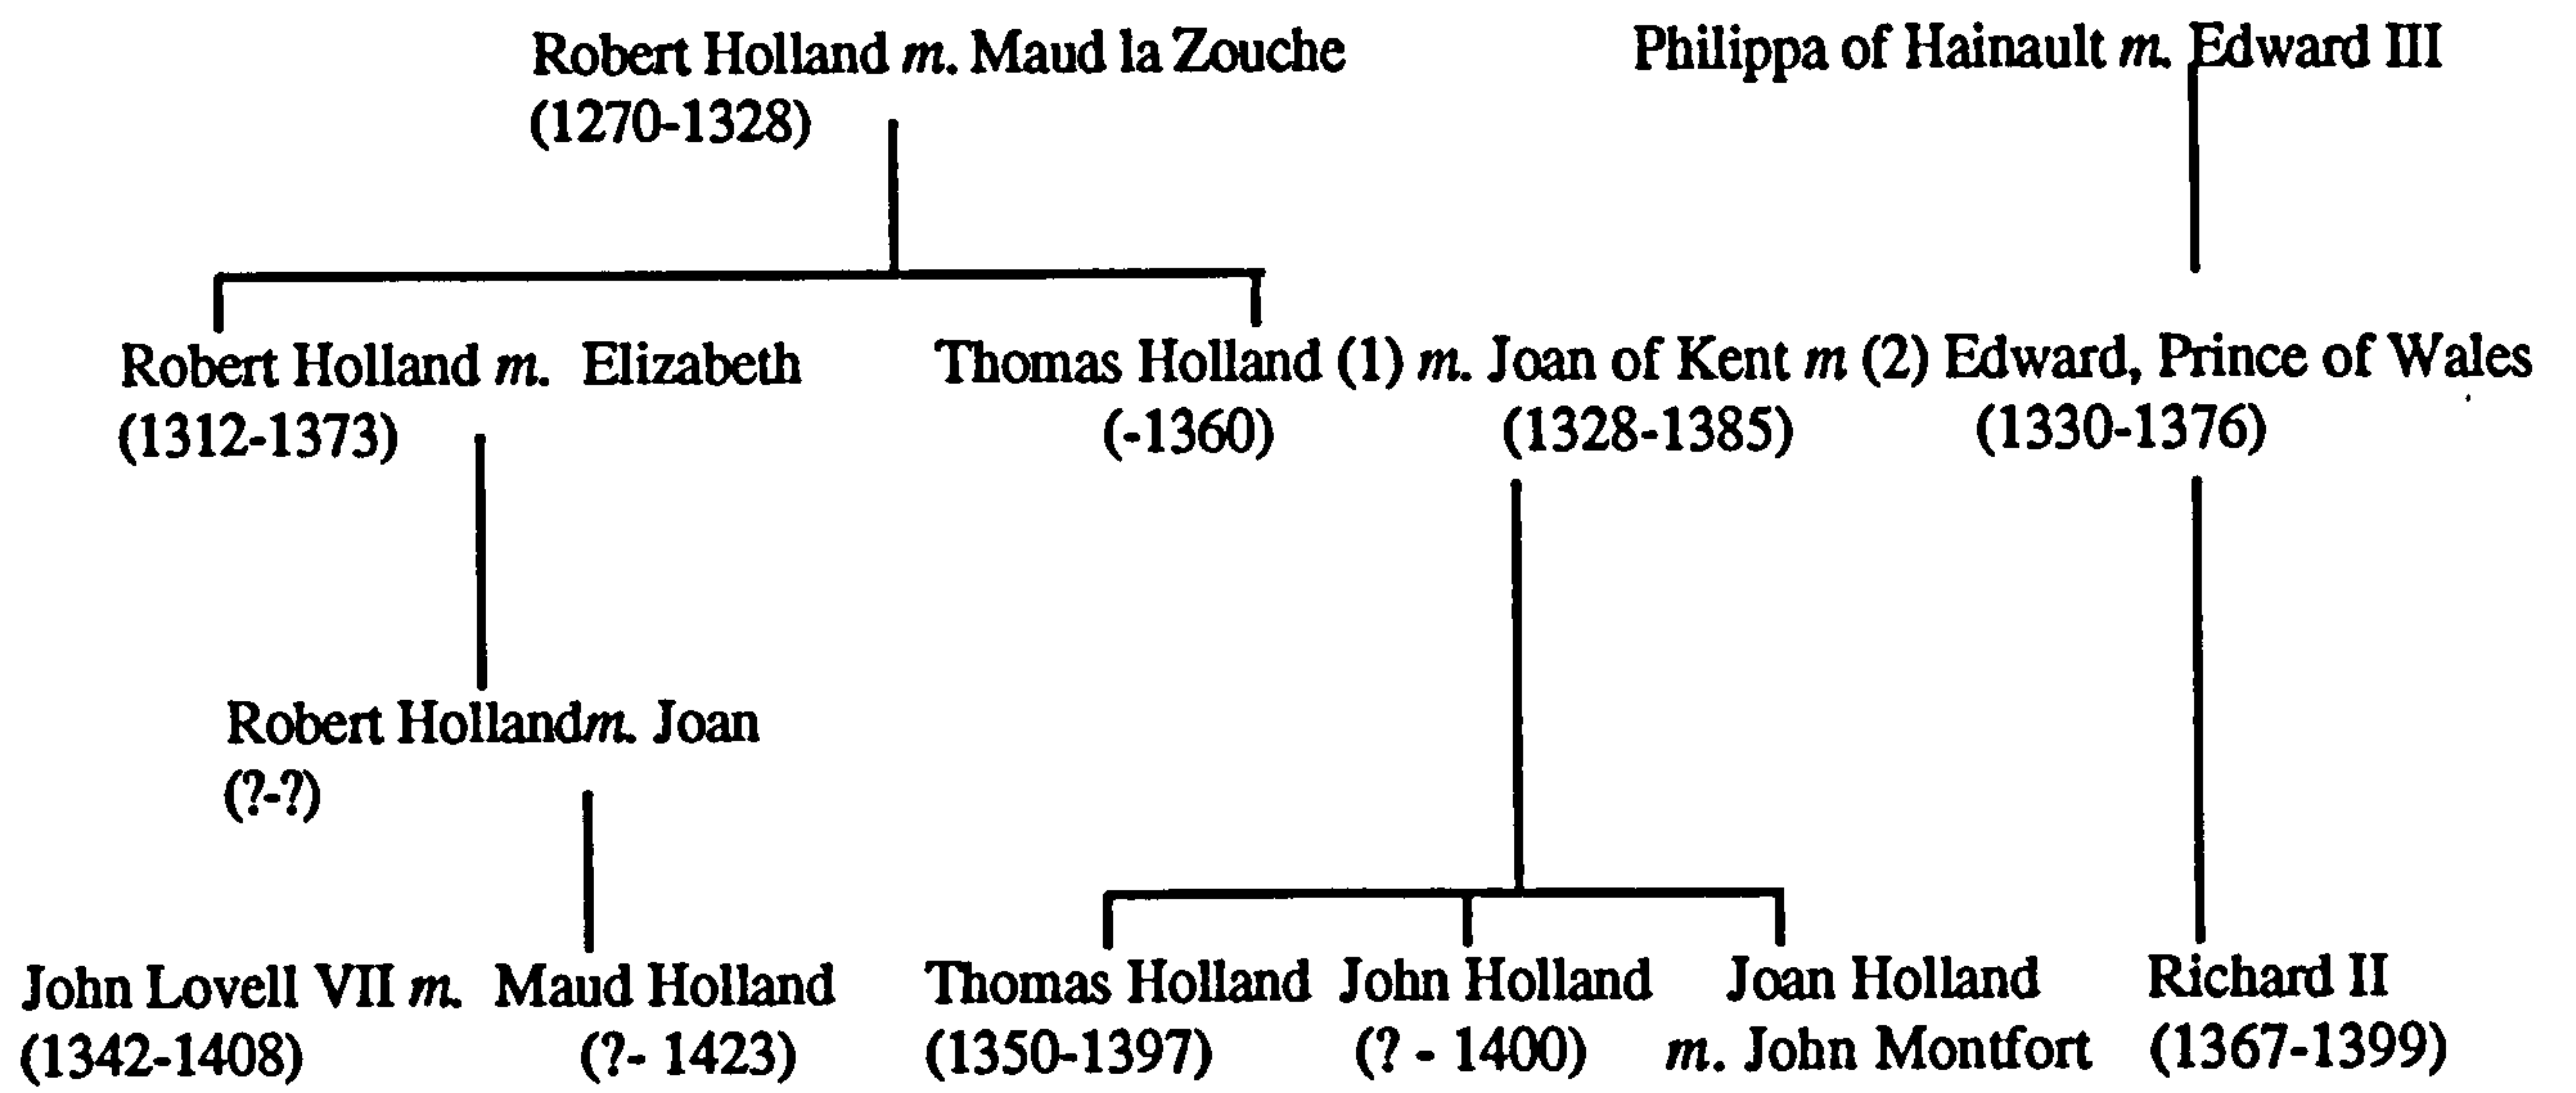 Robert Holland m. Maud la Zouche
(1270-1328)
Philippa of Hainault m. Edward III
Robert Holland m. Elizabeth
(1312-1373)
Thomas Holland (1) m. Joan of Kent m (2) Edward, Prince of Wales
(-1360) (1328-1385) (1330-1376)
Robert Holland m. Joan
(?-?)
John Lovell VII m. Maud Holland
(1342-1408) (?- 1423)
Thomas Holland John Holland Joan Holland Richard II
(1350-1397) (? - 1400) m. John Montfort (1367-1399)